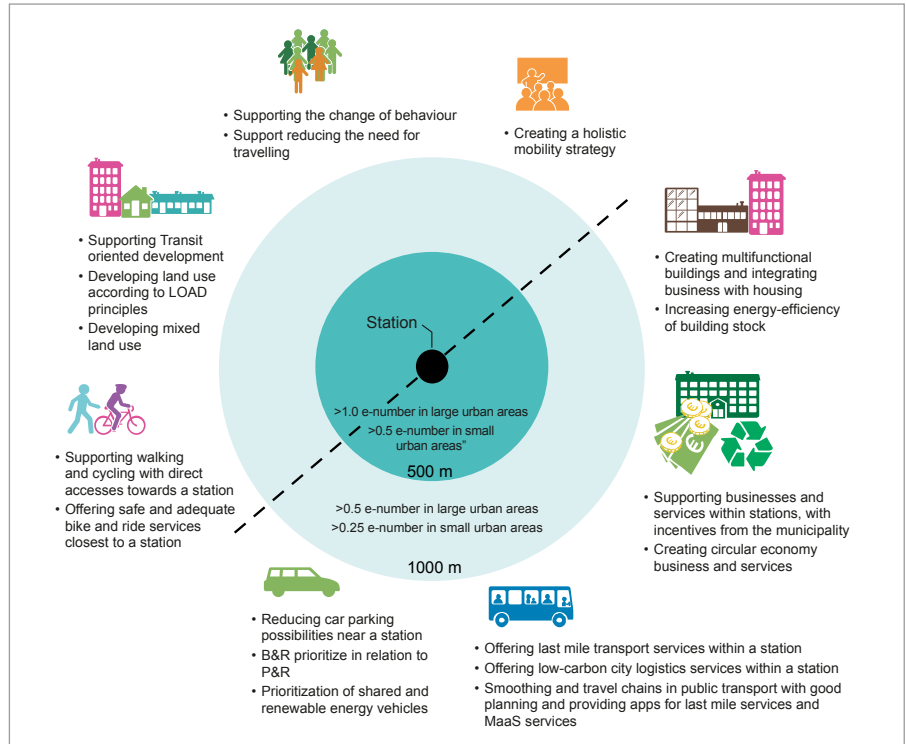 • Supporting the change of behaviour
• Support reducing the need for
travelling
• Creating a holistic
mobility strategy
• Supporting Transit
oriented development
• Developing land use
according to LOAD
principles
• Developing mixed
land use
• Creating multifunctional
buildings and integrating
business with housing
• Increasing energy-efficiency
of building stock
Station
>1.0 e-number in large urban areas
>0.5 e-number in small
urban areas”
500 m
>0.5 e-number in large urban areas
>0.25 e-number in small urban areas
1000 m
• Supporting walking
and cycling with direct
accesses towards a station
• Offering safe and adequate
bike and ride services
closest to a station
• Supporting businesses and
services within stations, with
incentives from the municipality
• Creating circular economy
business and services
• Reducing car parking
possibilities near a station
• B&R prioritize in relation to
P&R
• Prioritization of shared and
renewable energy vehicles
• Offering last mile transport services within a station
• Offering low-carbon city logistics services within a station
• Smoothing and travel chains in public transport with good
planning and providing apps for last mile services and
MaaS services